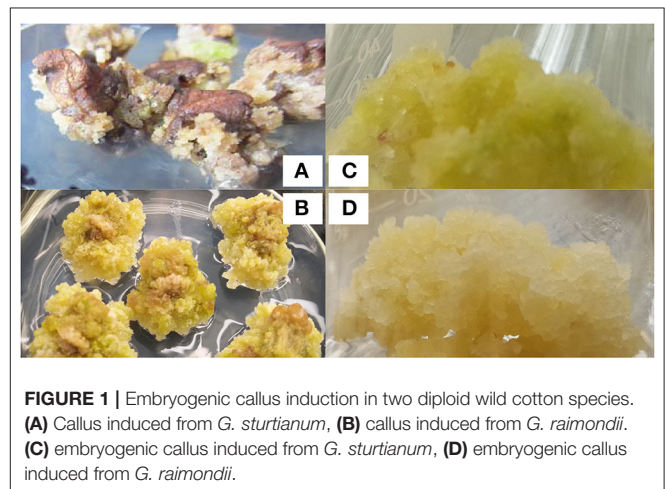 A
C
B
D
FIGURE 1 | Embryogenic callus induction in two diploid wild cotton species.
(A) Callus induced from G. sturtianum, (B) callus induced from G. raimondii.
(C) embryogenic callus induced from G. sturtianum, (D) embryogenic callus
induced from G. raimondii.